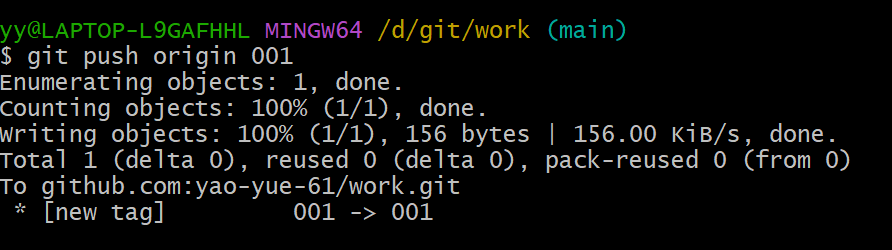 yy@LAPTOP-L9GAFHHL MINGW64 /d/git/work (main)
$ git push origin 001
Enumerating objects: 1, done.
Counting objects: 100% (1/1), done.
Writing objects: 100% (1/1), 156 bytes | 156.00 KiB/s, done.
Total 1 (delta 0), reused 0 (delta 0), pack-reused 0 (from 0)
To github.com:yao-yue-61/work.git
 * [new tag]         001 -> 001